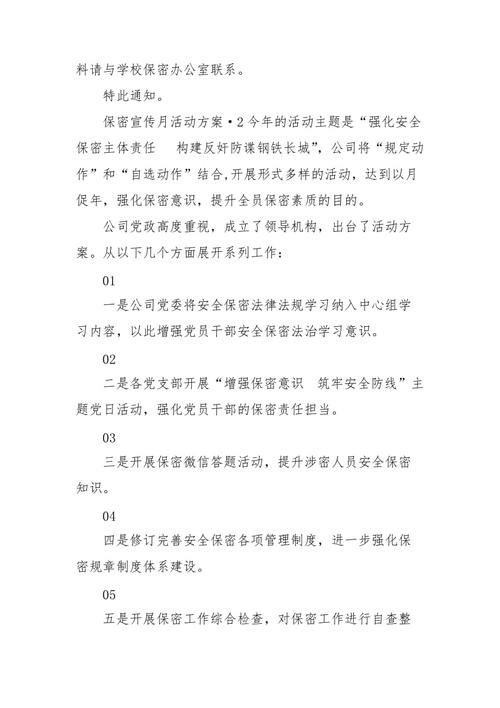 料请与学校保密办公室联系。
特此通知。
保密宣传月活动方案·2 今年的活动主题是“强化安全
保密主体责任　构建反奸防谍钢铁长城”，公司将“规定动
作”和“自选动作”结合,开展形式多样的活动，达到以月
促年，强化保密意识，提升全员保密素质的目的。
公司党政高度重视，成立了领导机构，出台了活动方
案。从以下几个方面展开系列工作：
01
一是公司党委将安全保密法律法规学习纳入中心组学
习内容，以此增强党员干部安全保密法治学习意识。
02
二是各党支部开展“增强保密意识　筑牢安全防线”主
题党日活动，强化党员干部的保密责任担当。
03
三是开展保密微信答题活动，提升涉密人员安全保密
知识。
04
四是修订完善安全保密各项管理制度，进一步强化保
密规章制度体系建设。
05
五是开展保密工作综合检查，对保密工作进行自查整